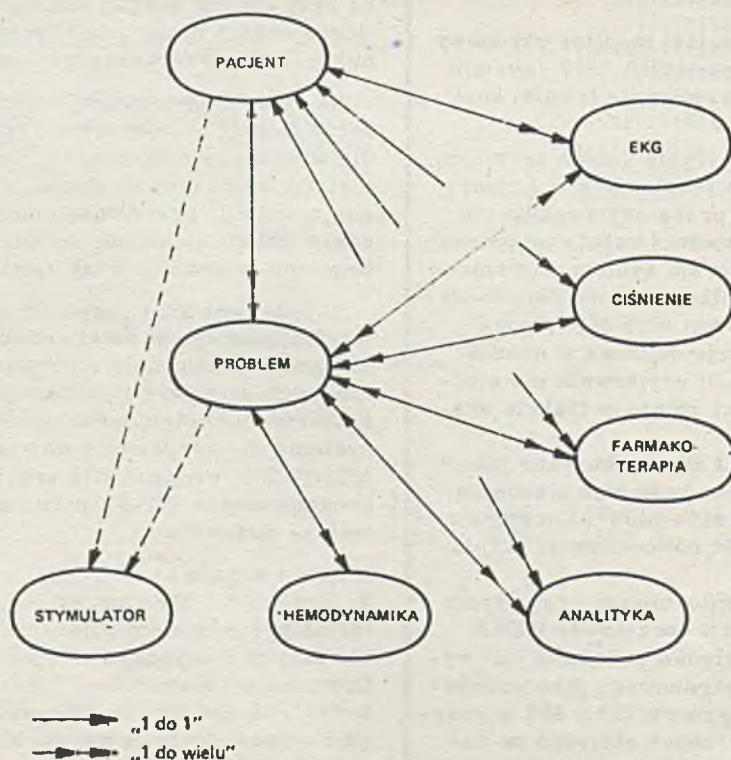 PACJENT
EKG
CIŚNIENIE
PROBLEM
FARMAKO
TERAPIA
STYMULATOR
HEMODYNAMIKA
ANALITYKA
„1 do 1"
„1 do wielu"